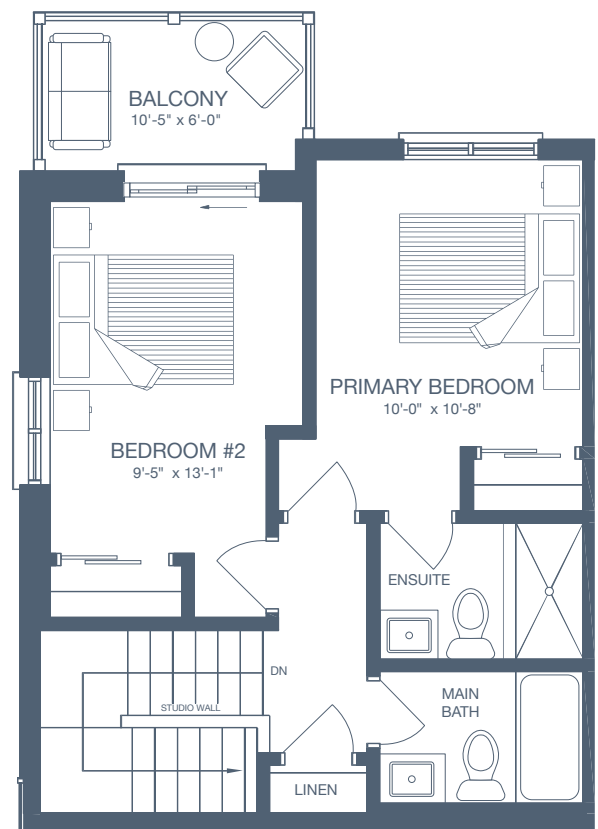 BALCONY
10'-5" x 6'-0"
PRIMARY BEDROOM
10'-0" x 10'-8"
BEDROOM #2
9'-5" x 13'-1"
ENSUITE
DN
STUDIO WALL
MAIN
BATH
LINEN